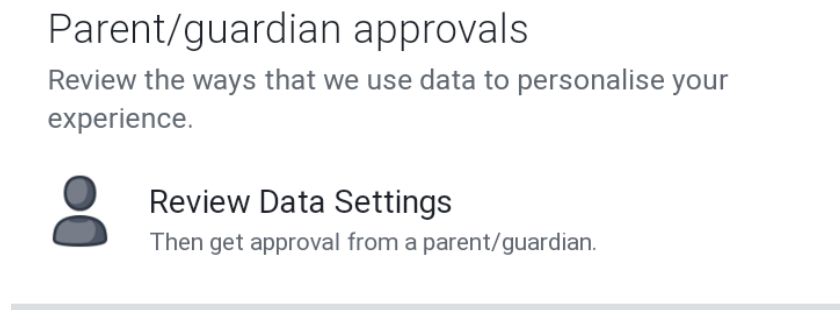 Parent/guardian approvals
Review the ways that we use data to personalise your
experience.
Review Data Settings
Then get approval from a parent/guardian.